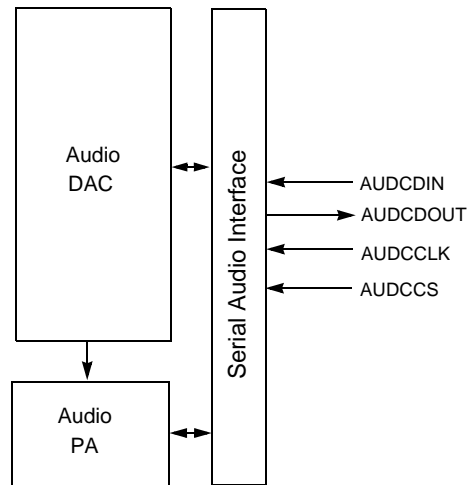 Audio
DAC
Serial Audio Interface
AUDCDIN
AUDCDOUT
AUDCCLK
AUDCCS
Audio
PA